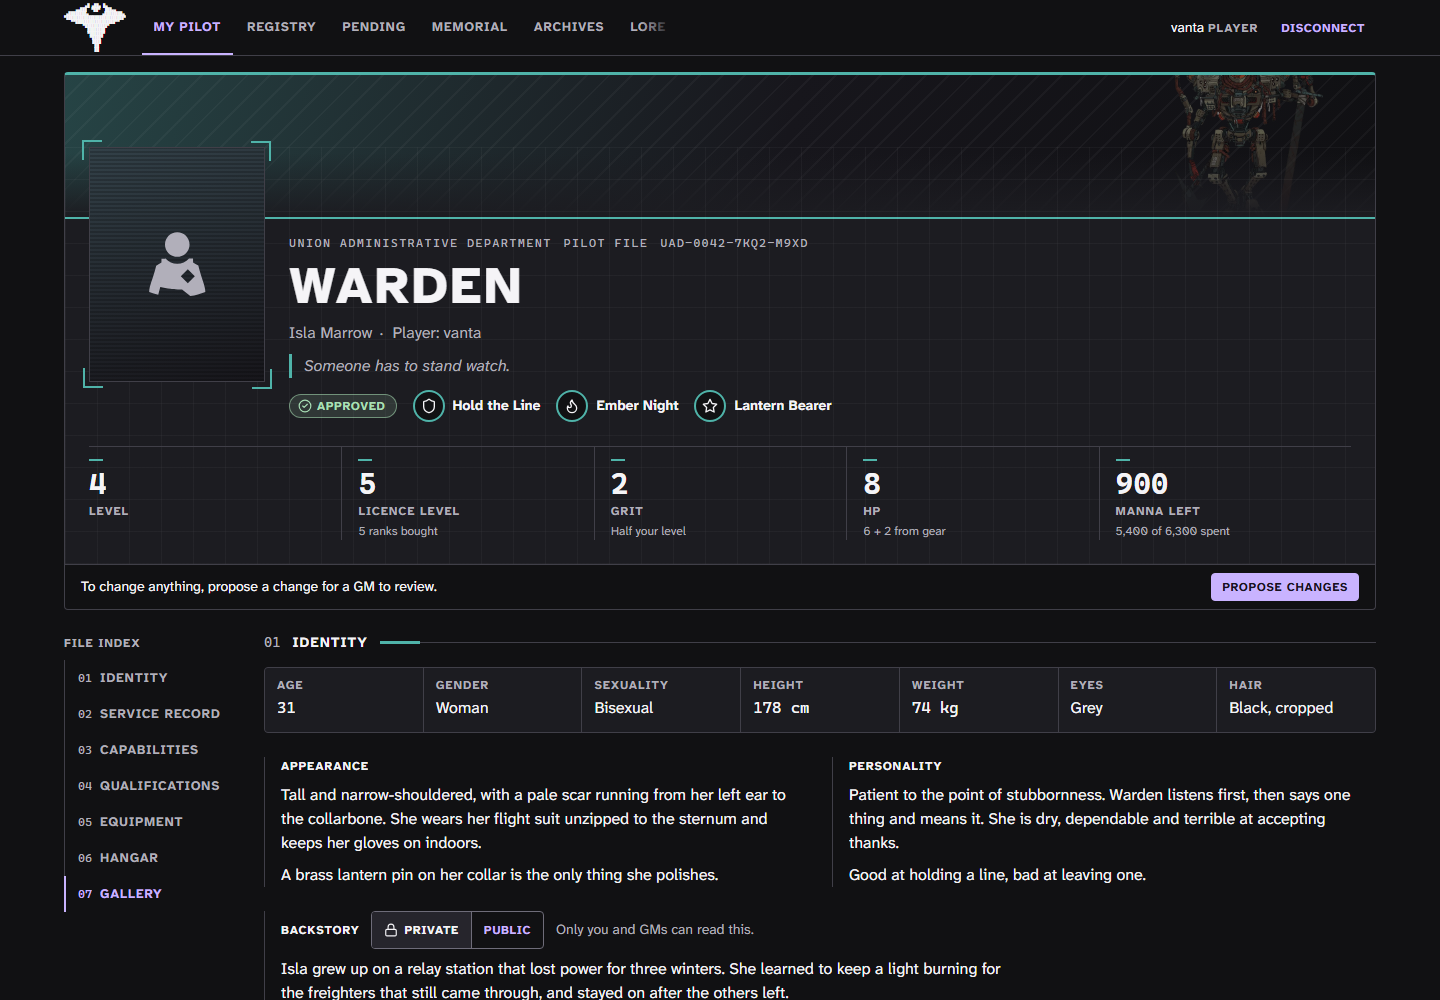 MY PILOT REGISTRY PENDING MEMORIAL ARCHIVES LORE
vanta PLAYER DISCONNECT
UNION ADMINISTRATIVE DEPARTMENT PILOT FILE UAD-0042-7KQ2-M9XD
WARDEN
Isla Marrow · Player: vanta
Someone has to stand watch.
APPROVED Hold the Line Ember Night Lantern Bearer
4
LEVEL
5
LICENCE LEVEL
5 ranks bought
2
GRIT
Half your level
8
HP
6 + 2 from gear
900
MANNA LEFT
5,400 of 6,300 spent
To change anything, propose a change for a GM to review.
PROPOSE CHANGES
FILE INDEX
01 IDENTITY
02 SERVICE RECORD
03 CAPABILITIES
04 QUALIFICATIONS
05 EQUIPMENT
06 HANGAR
07 GALLERY
01 IDENTITY
AGE
31
GENDER
Woman
SEXUALITY
Bisexual
HEIGHT
178 cm
WEIGHT
74 kg
EYES
Grey
HAIR
Black, cropped
APPEARANCE
Tall and narrow-shouldered, with a pale scar running from her left ear to
the collarbone. She wears her flight suit unzipped to the sternum and
keeps her gloves on indoors.
A brass lantern pin on her collar is the only thing she polishes.
PERSONALITY
Patient to the point of stubbornness. Warden listens first, then says one
thing and means it. She is dry, dependable and terrible at accepting
thanks.
Good at holding a line, bad at leaving one.
BACKSTORY PRIVATE PUBLIC Only you and GMs can read this.
Isla grew up on a relay station that lost power for three winters. She learned to keep a light burning for
the freighters that still came through, and stayed on after the others left.